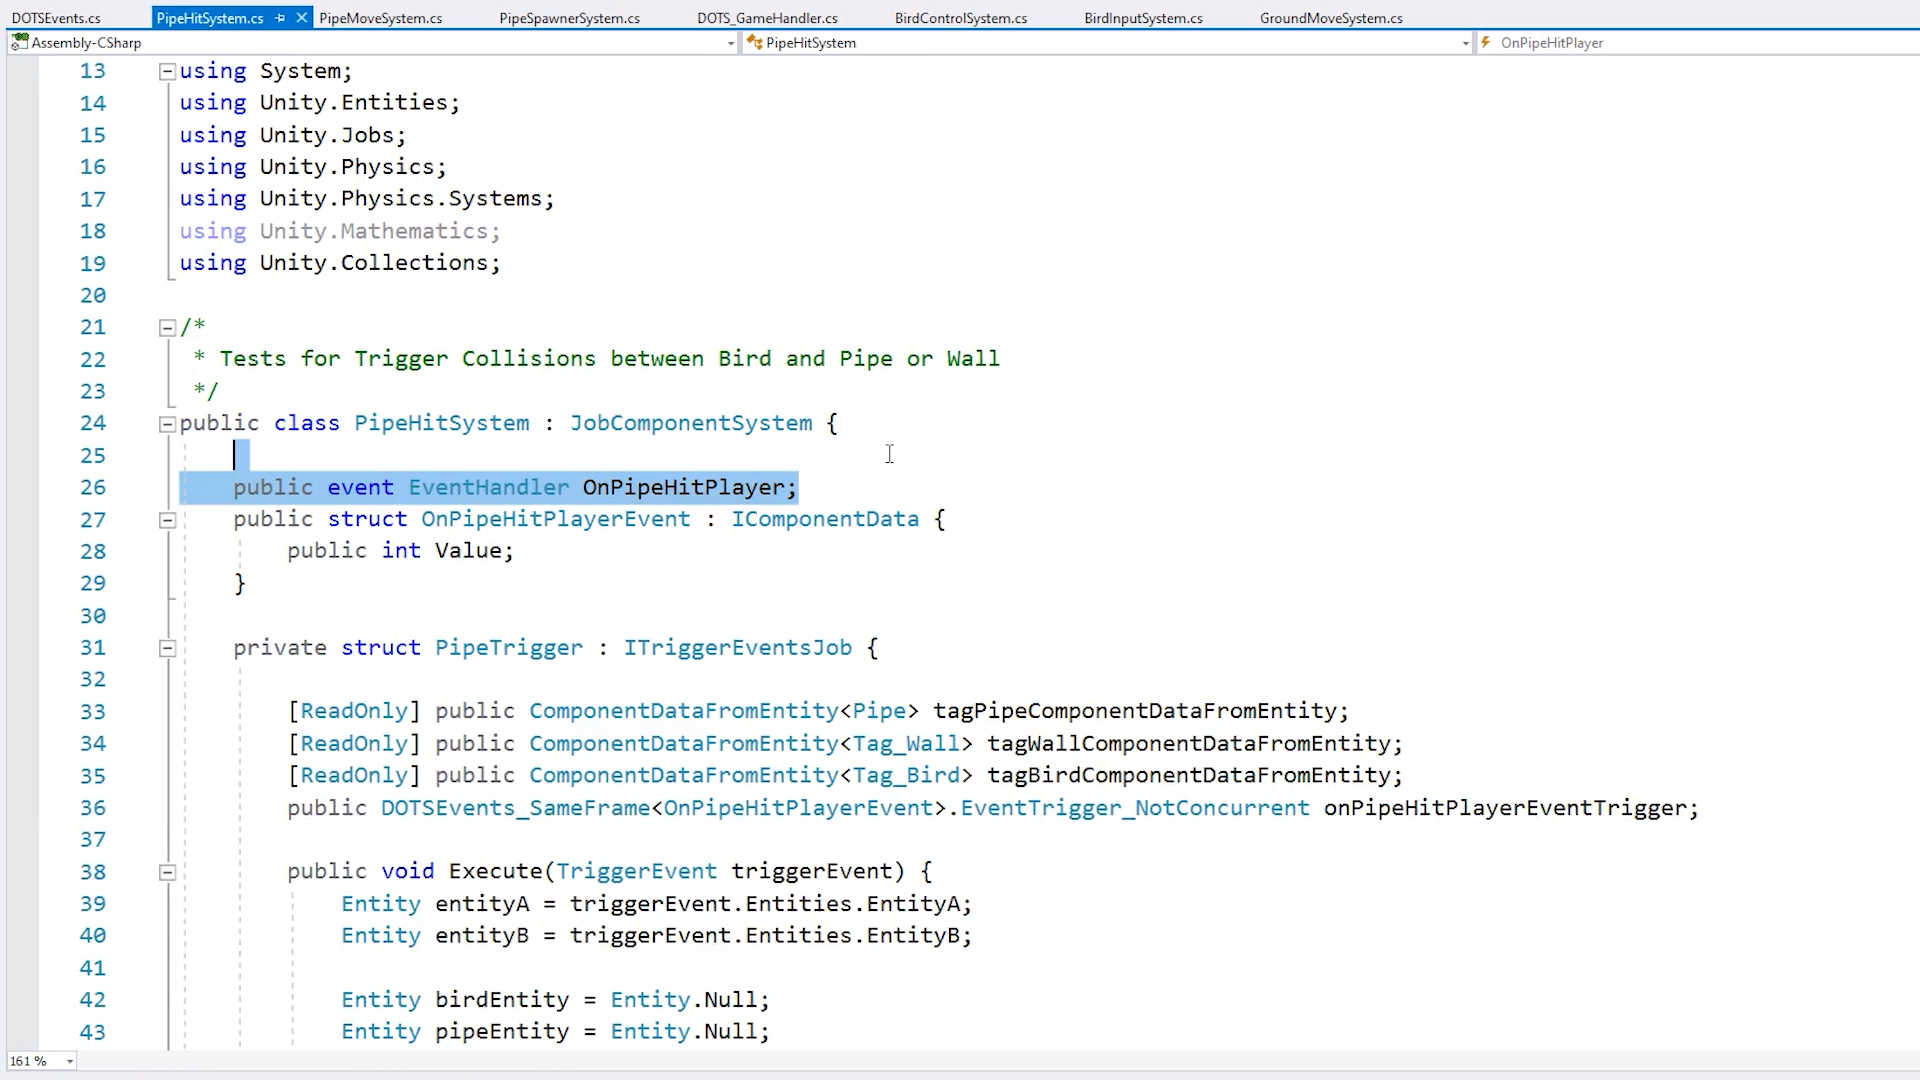 DOTSEvents.cs PipeHitSystem.cs PipeMoveSystem.cs PipeSpawnerSystem.cs DOTS_GameHandler.cs BirdControlSystem.cs BirdInputSystem.cs GroundMoveSystem.cs
Assembly-CSharp PipeHitSystem OnPipeHitPlayer
13 using System;
14 using Unity.Entities;
15 using Unity.Jobs;
16 using Unity.Physics;
17 using Unity.Physics.Systems;
18 using Unity.Mathematics;
19 using Unity.Collections;
20
21 /*
22 * Tests for Trigger Collisions between Bird and Pipe or Wall
23 */
24 public class PipeHitSystem : JobComponentSystem {
25
26 public event EventHandler OnPipeHitPlayer;
27 public struct OnPipeHitPlayerEvent : IComponentData {
28 public int Value;
29 }
30
31 private struct PipeTrigger : ITriggerEventsJob {
32
33 [ReadOnly] public ComponentDataFromEntity<Pipe> tagPipeComponentDataFromEntity;
34 [ReadOnly] public ComponentDataFromEntity<Tag_Wall> tagWallComponentDataFromEntity;
35 [ReadOnly] public ComponentDataFromEntity<Tag_Bird> tagBirdComponentDataFromEntity;
36 public DOTSEvents_SameFrame<OnPipeHitPlayerEvent>.EventTrigger_NotConcurrent onPipeHitPlayerEventTrigger;
37
38 public void Execute(TriggerEvent triggerEvent) {
39 Entity entityA = triggerEvent.Entities.EntityA;
40 Entity entityB = triggerEvent.Entities.EntityB;
41
42 Entity birdEntity = Entity.Null;
43 Entity pipeEntity = Entity.Null;
161 %